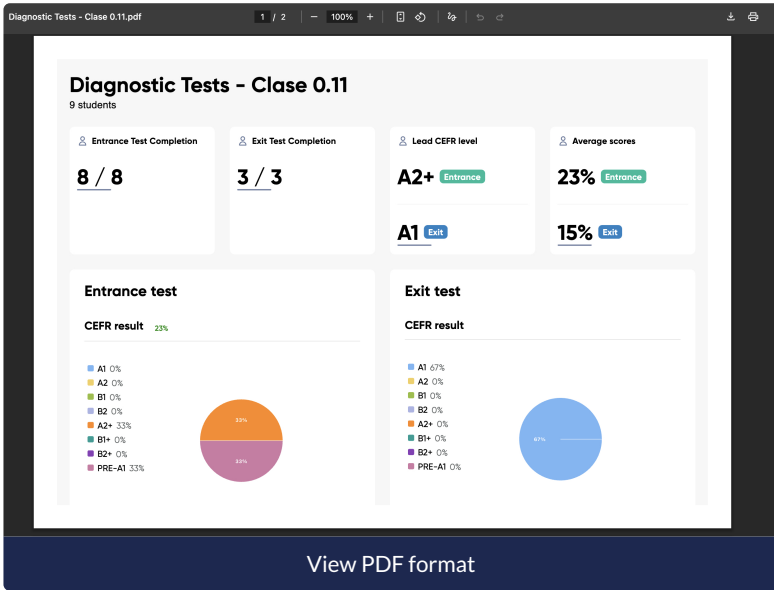 Diagnostic Tests - Clase 0.11.pdf
1 / 2
100%
Diagnostic Tests - Clase 0.11
9 students
Entrance Test Completion
8 / 8
Exit Test Completion
3 / 3
Lead CEFR level
A2+ Entrance
A1 Exit
Average scores
23% Entrance
15% Exit
Entrance test
CEFR result 23%
A1 0%
A2 0%
B1 0%
B2 0%
A2+ 33%
B1+ 0%
B2+ 0%
PRE-A1 33%
33%
33%
Exit test
CEFR result
A1 67%
A2 0%
B1 0%
B2 0%
A2+ 0%
B1+ 0%
B2+ 0%
PRE-A1 0%
67%
View PDF format